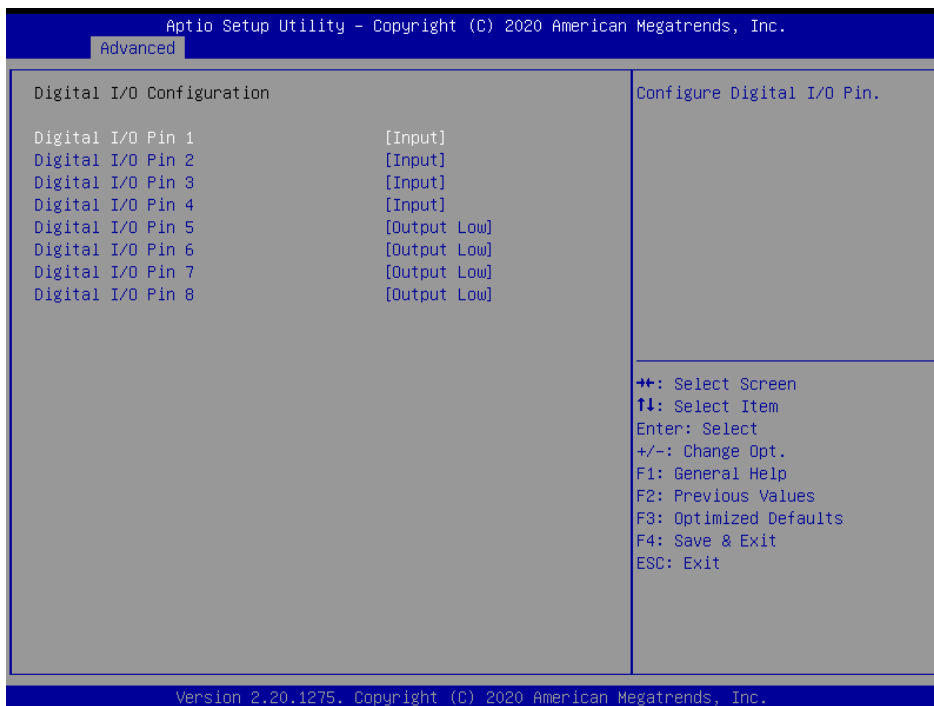 Aptio Setup Utility – Copyright (C) 2020 American Megatrends, Inc.
Advanced
Digital I/O Configuration
Digital I/O Pin 1 [Input]
Digital I/O Pin 2 [Input]
Digital I/O Pin 3 [Input]
Digital I/O Pin 4 [Input]
Digital I/O Pin 5 [Output Low]
Digital I/O Pin 6 [Output Low]
Digital I/O Pin 7 [Output Low]
Digital I/O Pin 8 [Output Low]
Configure Digital I/O Pin.
→←: Select Screen
↑↓: Select Item
Enter: Select
+/-: Change Opt.
F1: General Help
F2: Previous Values
F3: Optimized Defaults
F4: Save & Exit
ESC: Exit
Version 2.20.1275. Copyright (C) 2020 American Megatrends, Inc.